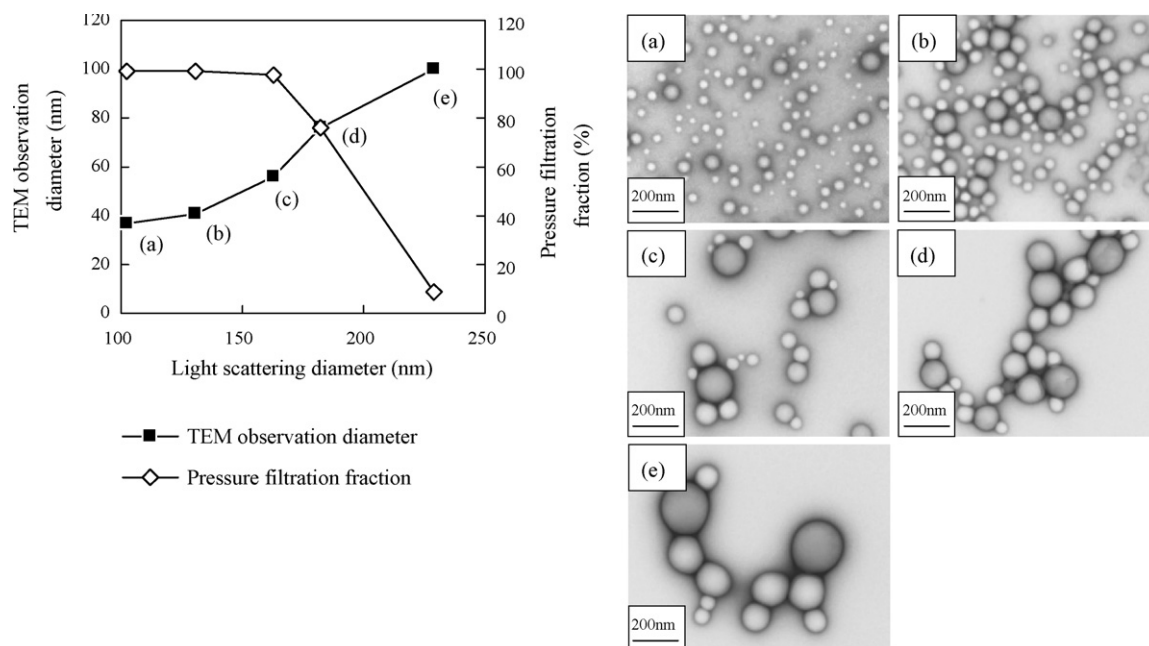 120
100
80
60
40
20
0
TEM observation
diameter (nm)
120
100
80
60
40
20
0
Pressure filtration
fraction (%)
(a)
(b)
(c)
(d)
(e)
100
150
200
250
Light scattering diameter (nm)
TEM observation diameter
Pressure filtration fraction
(a)
200nm
(b)
200nm
(c)
200nm
(d)
200nm
(e)
200nm